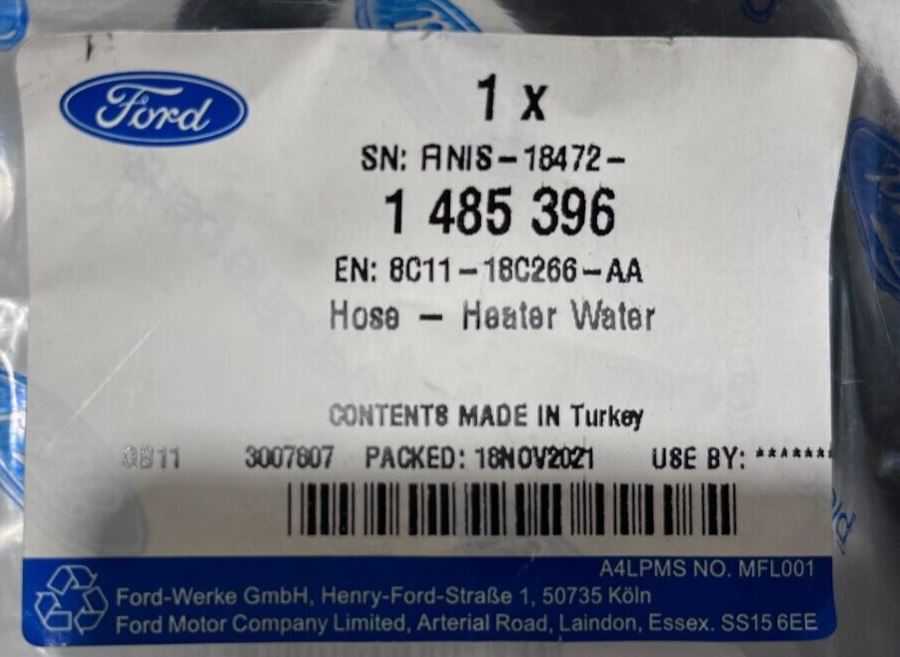 Ford
1 x
SN: FINIS-18472-
1 485 396
EN: 8C11-18C266-AA
Hose - Heater Water
CONTENTS MADE IN Turkey
3007807 PACKED: 18NOV2021 USE BY: *******
A4LPMS NO. MFL001
Ford-Werke GmbH, Henry-Ford-Straße 1, 50735 Köln
Ford Motor Company Limited, Arterial Road, Laindon, Essex. SS15 6EE